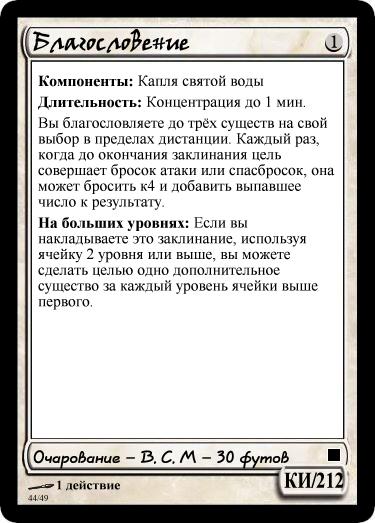 Благословение 1
Компоненты: Капля святой воды
Длительность: Концентрация до 1 мин.
Вы благословляете до трёх существ на свой
выбор в пределах дистанции. Каждый раз,
когда до окончания заклинания цель
совершает бросок атаки или спасбросок, она
может бросить к4 и добавить выпавшее
число к результату.
На больших уровнях: Если вы
накладываете это заклинание, используя
ячейку 2 уровня или выше, вы можете
сделать целью одно дополнительное
существо за каждый уровень ячейки выше
первого.
Очарование – В, С, М – 30 футов
1 действие
КИ/212
44/49